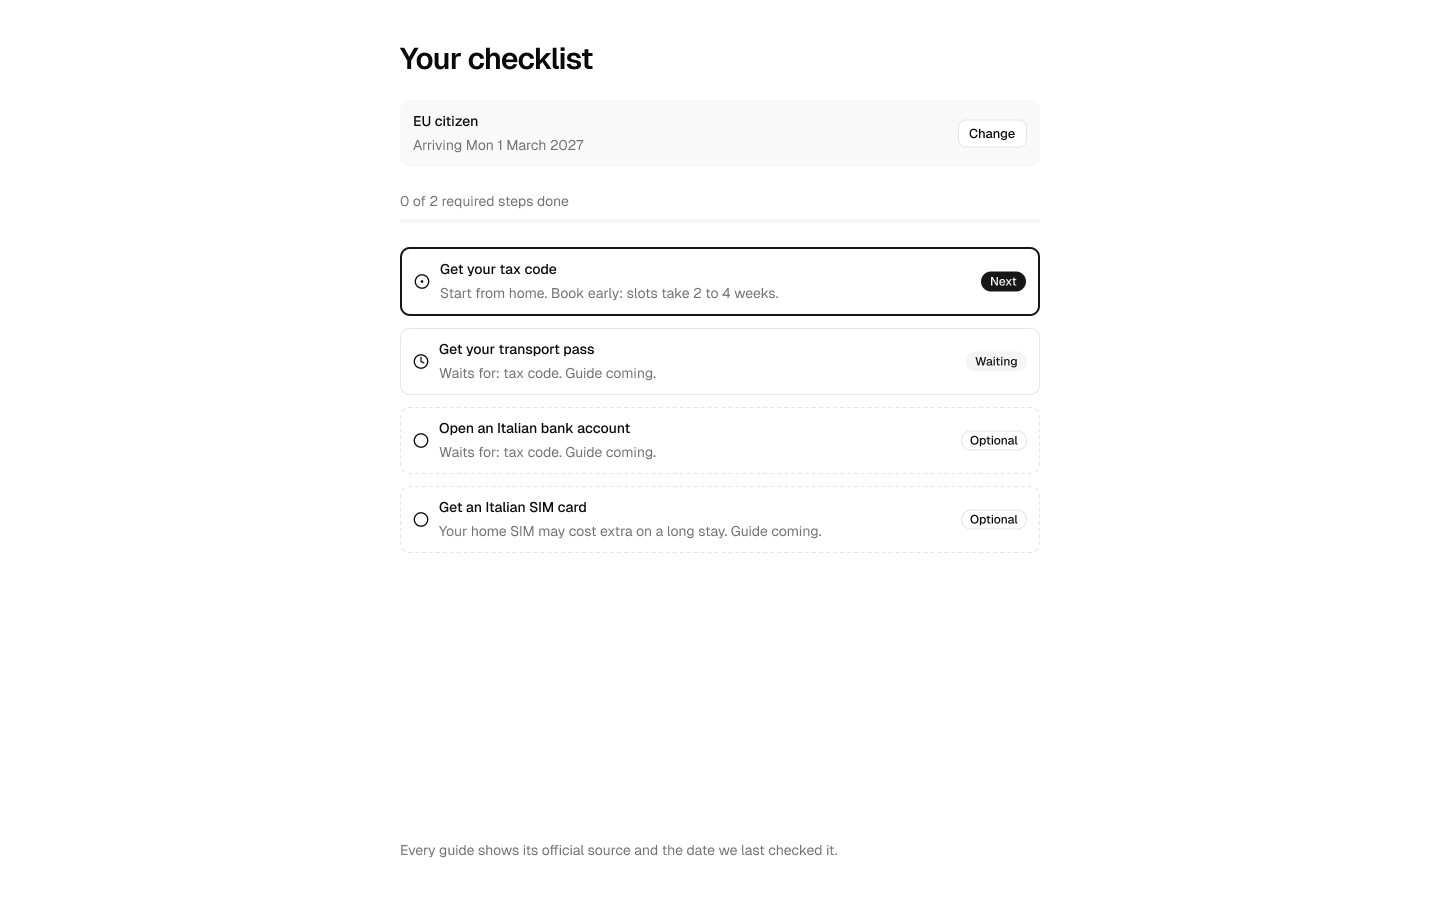 Your checklist
EU citizen
Arriving Mon 1 March 2027
Change
0 of 2 required steps done
Get your tax code
Start from home. Book early: slots take 2 to 4 weeks.
Next
Get your transport pass
Waits for: tax code. Guide coming.
Waiting
Open an Italian bank account
Waits for: tax code. Guide coming.
Optional
Get an Italian SIM card
Your home SIM may cost extra on a long stay. Guide coming.
Optional
Every guide shows its official source and the date we last checked it.